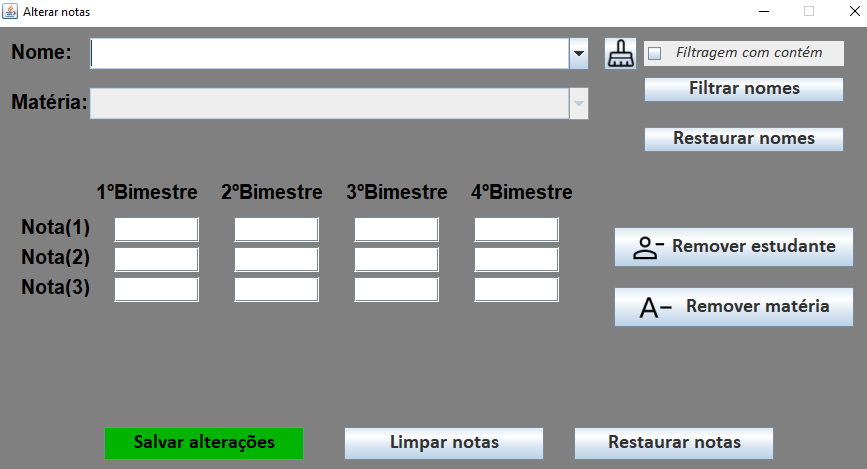 Alterar notas
Nome:
Filtragem com contém
Filtrar nomes
Matéria:
Restaurar nomes
1ºBimestre 2ºBimestre 3ºBimestre 4ºBimestre
Nota(1)
Nota(2)
Nota(3)
Remover estudante
A- Remover matéria
Salvar alterações Limpar notas Restaurar notas